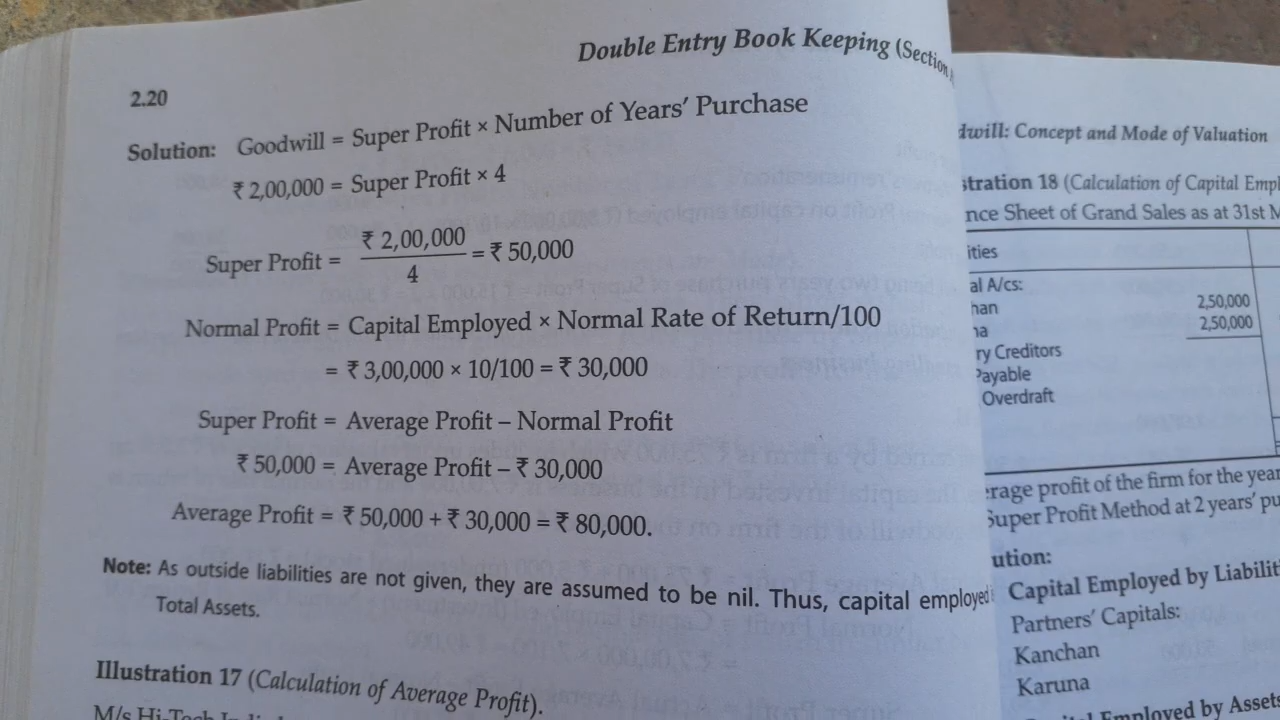 Double Entry Book Keeping (Section
2.20
Solution: Goodwill = Super Profit × Number of Years' Purchase
₹ 2,00,000 = Super Profit × 4
Super Profit = ₹ 2,00,000 / 4 = ₹ 50,000
Normal Profit = Capital Employed × Normal Rate of Return/100
= ₹ 3,00,000 × 10/100 = ₹ 30,000
Super Profit = Average Profit – Normal Profit
₹ 50,000 = Average Profit – ₹ 30,000
Average Profit = ₹ 50,000 + ₹ 30,000 = ₹ 80,000.
Note: As outside liabilities are not given, they are assumed to be nil. Thus, capital employed
Total Assets.
Illustration 17 (Calculation of Average Profit).
M/s Hi-Tech
dwill: Concept and Mode of Valuation
stration 18 (Calculation of Capital Empl
nce Sheet of Grand Sales as at 31st M
ities
al A/cs:
han 2,50,000
na 2,50,000
ry Creditors
Payable
Overdraft
erage profit of the firm for the year
Super Profit Method at 2 years' pu
ution:
Capital Employed by Liabilit
Partners' Capitals:
Kanchan
Karuna
Employed by Assets